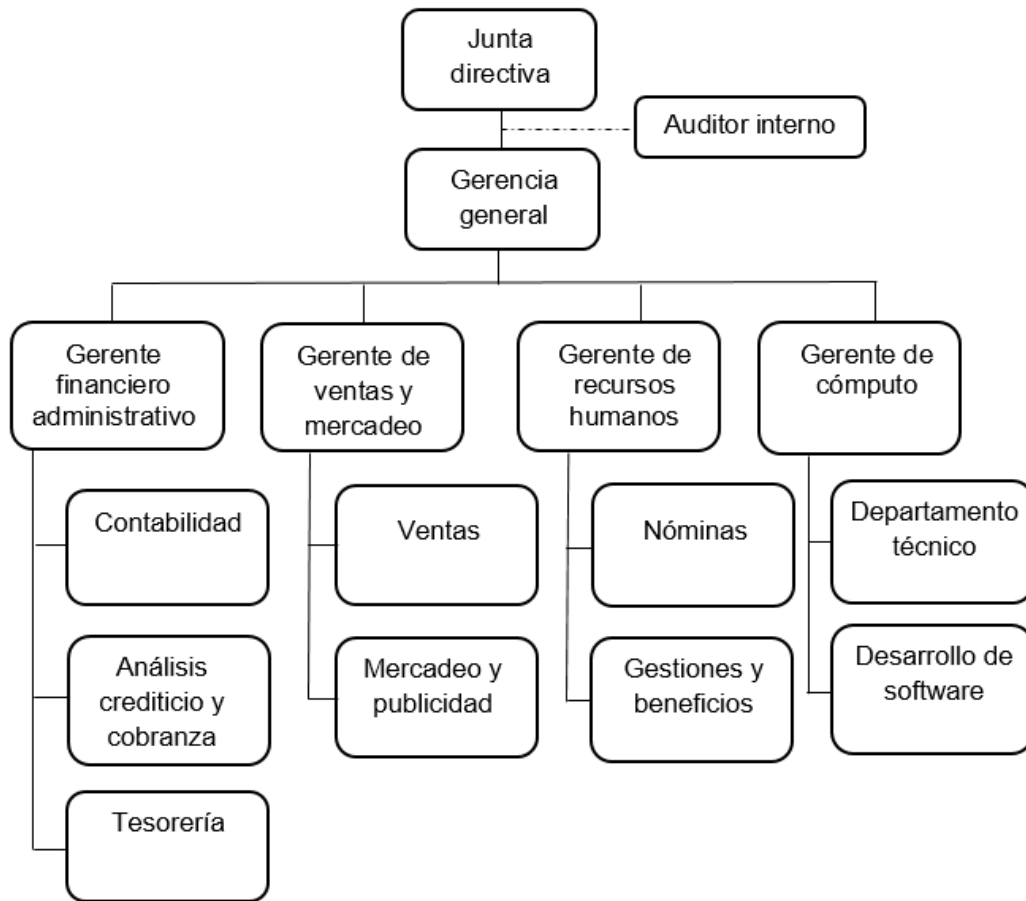 Junta
directiva
Auditor interno
Gerencia
general
Gerente
financiero
administrativo
Gerente de
ventas y
mercadeo
Gerente de
recursos
humanos
Gerente de
cómputo
Contabilidad
Ventas
Nóminas
Departamento
técnico
Análisis
crediticio y
cobranza
Mercadeo y
publicidad
Gestiones y
beneficios
Desarrollo de
software
Tesorería